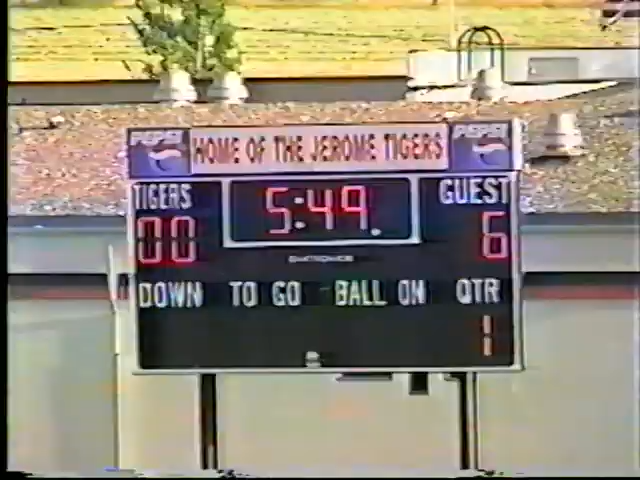 PEPSI HOME OF THE JEROME TIGERS PEPSI
TIGERS 5:49. GUEST
00 6
DOWN TO GO BALL ON QTR
1